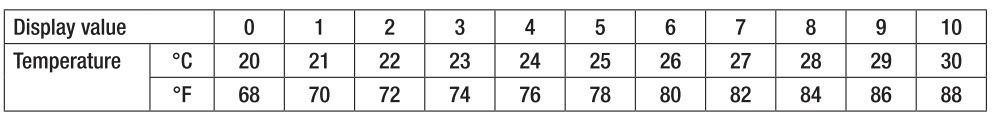 Display value 0 1 2 3 4 5 6 7 8 9 10
Temperature °C 20 21 22 23 24 25 26 27 28 29 30
°F 68 70 72 74 76 78 80 82 84 86 88